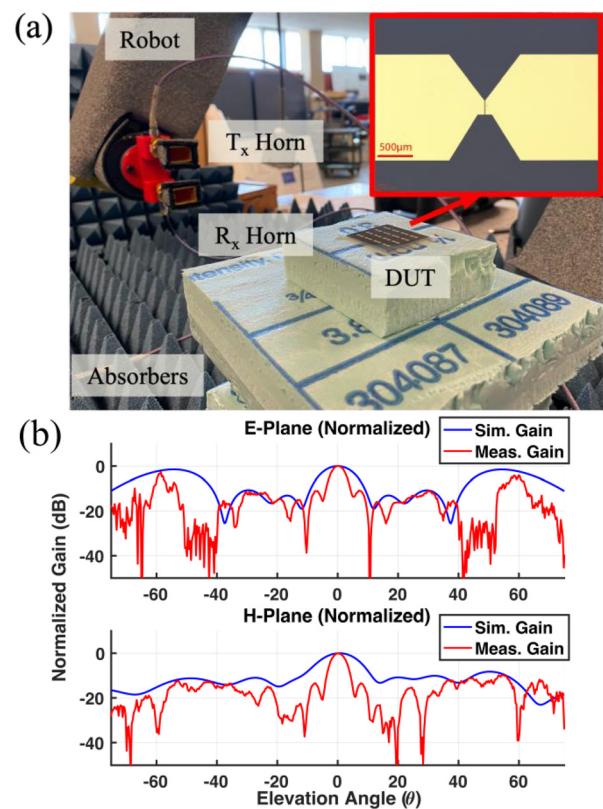 (a)
Robot
Tx Horn
500µm
Rx Horn
DUT
3/4
3.8
304087
304089
Absorbers
(b)
E-Plane (Normalized)
Sim. Gain
Meas. Gain
0
-20
-40
-60 -40 -20 0 20 40 60
H-Plane (Normalized)
Sim. Gain
Meas. Gain
0
-20
-40
-60 -40 -20 0 20 40 60
Normalized Gain (dB)
Elevation Angle (θ)